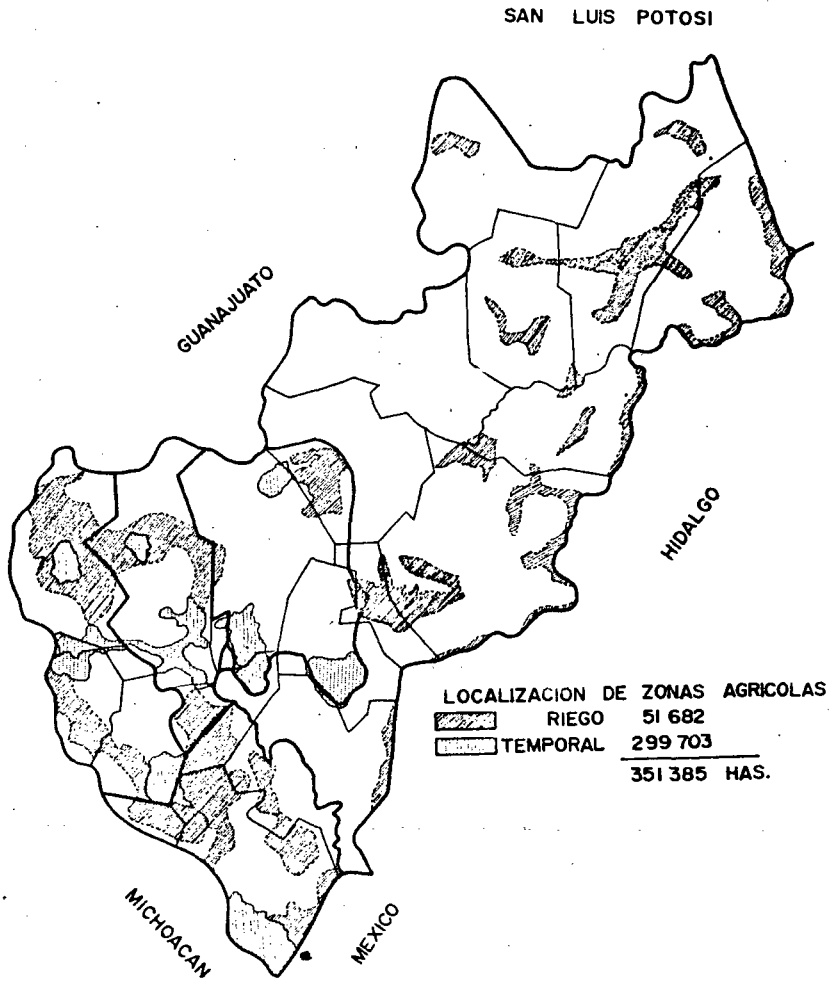 SAN LUIS POTOSI
GUANAJUATO
HIDALGO
LOCALIZACION DE ZONAS AGRICOLAS
RIEGO 51 682
TEMPORAL 299 703
351 385 HAS.
MICHOACAN
MEXICO